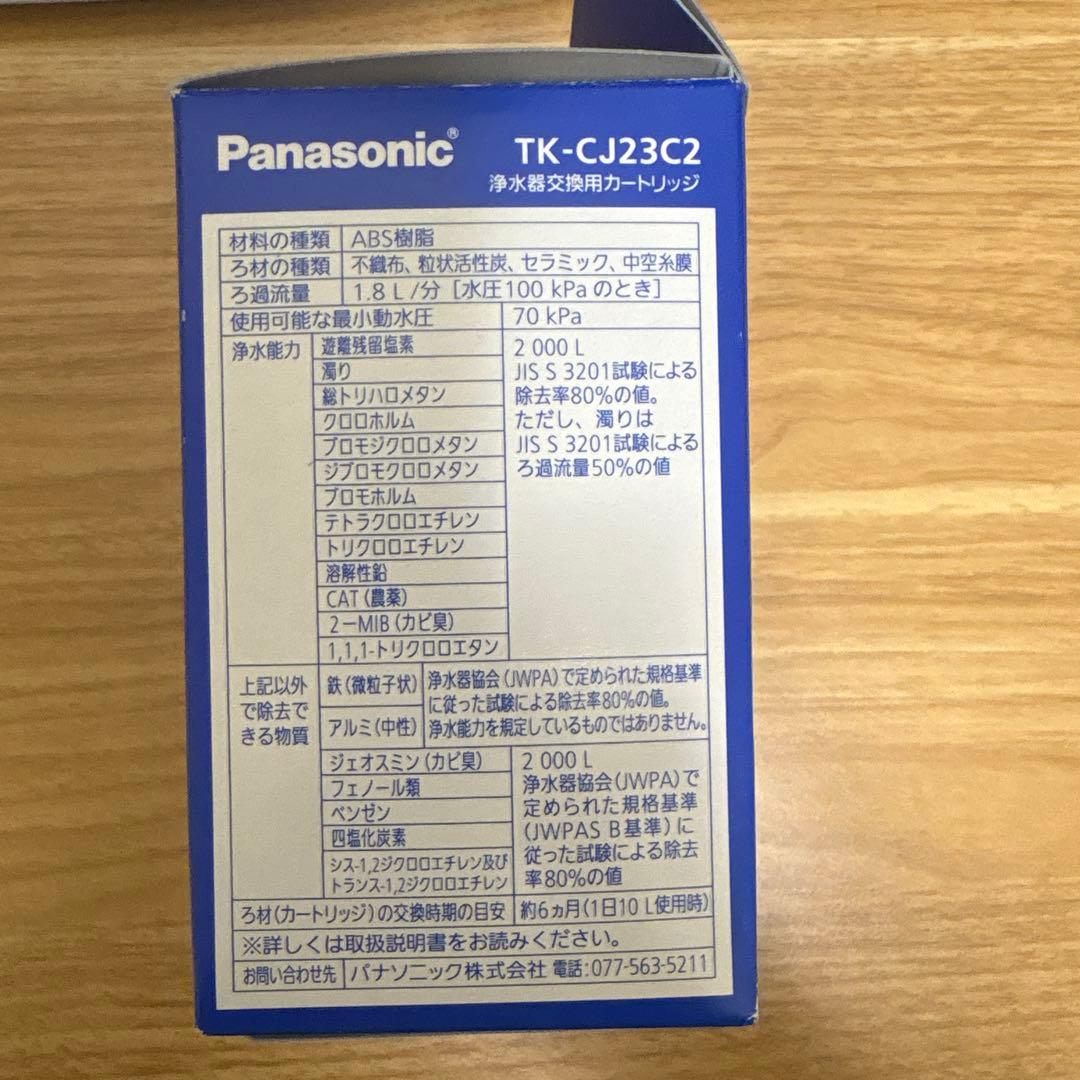 Panasonic®
TK-CJ23C2
浄水器交換用カートリッジ
材料の種類 ABS樹脂
ろ材の種類 不織布、粒状活性炭、セラミック、中空糸膜
ろ過流量 1.8 L /分 [水圧100 kPa のとき]
使用可能な最小動水圧 70 kPa
浄水能力
遊離残留塩素
濁り
総トリハロメタン
クロロホルム
ブロモジクロロメタン
ジブロモクロロメタン
ブロモホルム
テトラクロロエチレン
トリクロロエチレン
溶解性鉛
CAT (農薬)
2−MIB (カビ臭)
1,1,1-トリクロロエタン
2 000 L
JIS S 3201試験による
除去率80%の値。
ただし、濁りは
JIS S 3201試験による
ろ過流量50%の値
上記以外
で除去で
きる物質
鉄 (微粒子状)
アルミ (中性)
浄水器協会 (JWPA) で定められた規格基準
に従った試験による除去率80%の値。
浄水能力を規定しているものではありません。
ジェオスミン (カビ臭)
フェノール類
ベンゼン
四塩化炭素
シス-1,2ジクロロエチレン及び
トランス-1,2ジクロロエチレン
2 000 L
浄水器協会 (JWPA) で
定められた規格基準
(JWPAS B基準) に
従った試験による除去
率80%の値
ろ材 (カートリッジ) の交換時期の目安 約6ヵ月 (1日10 L使用時)
※詳しくは取扱説明書をお読みください。
お問い合わせ先 パナソニック株式会社 電話:077-563-5211